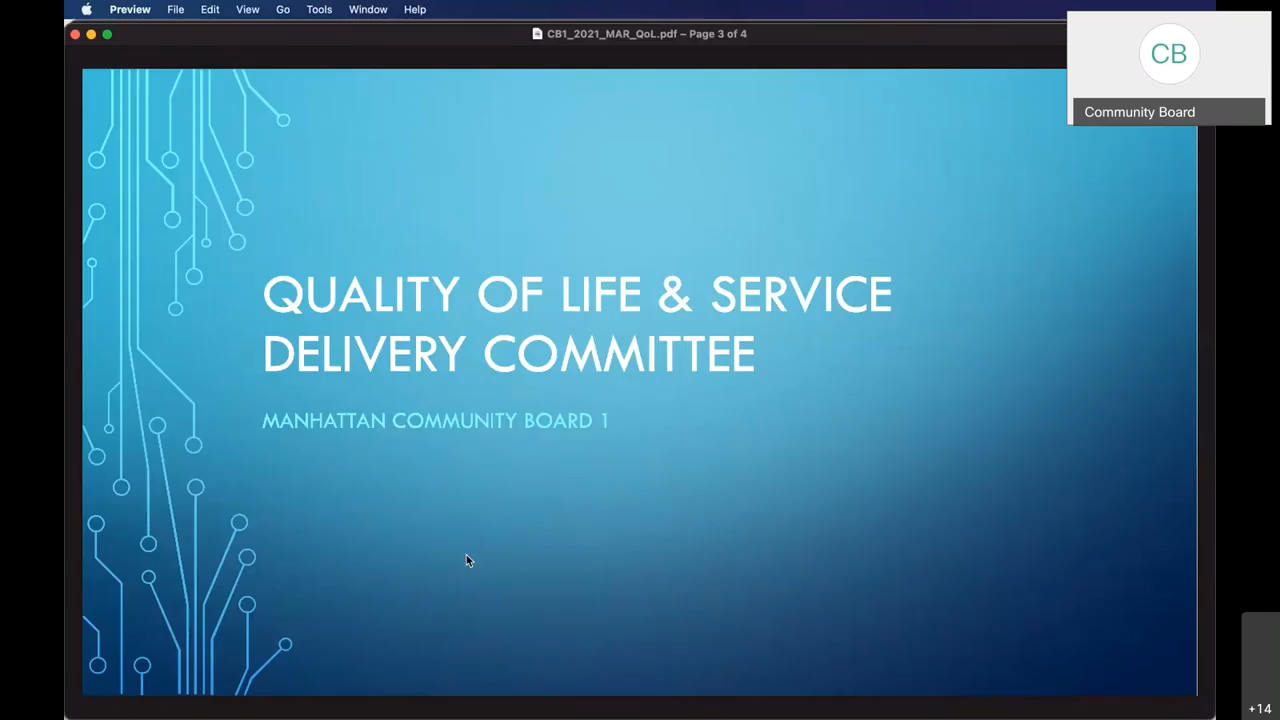 Preview File Edit View Go Tools Window Help
CB1_2021_MAR_QoL.pdf – Page 3 of 4
CB
Community Board
QUALITY OF LIFE & SERVICE
DELIVERY COMMITTEE
MANHATTAN COMMUNITY BOARD 1
+14